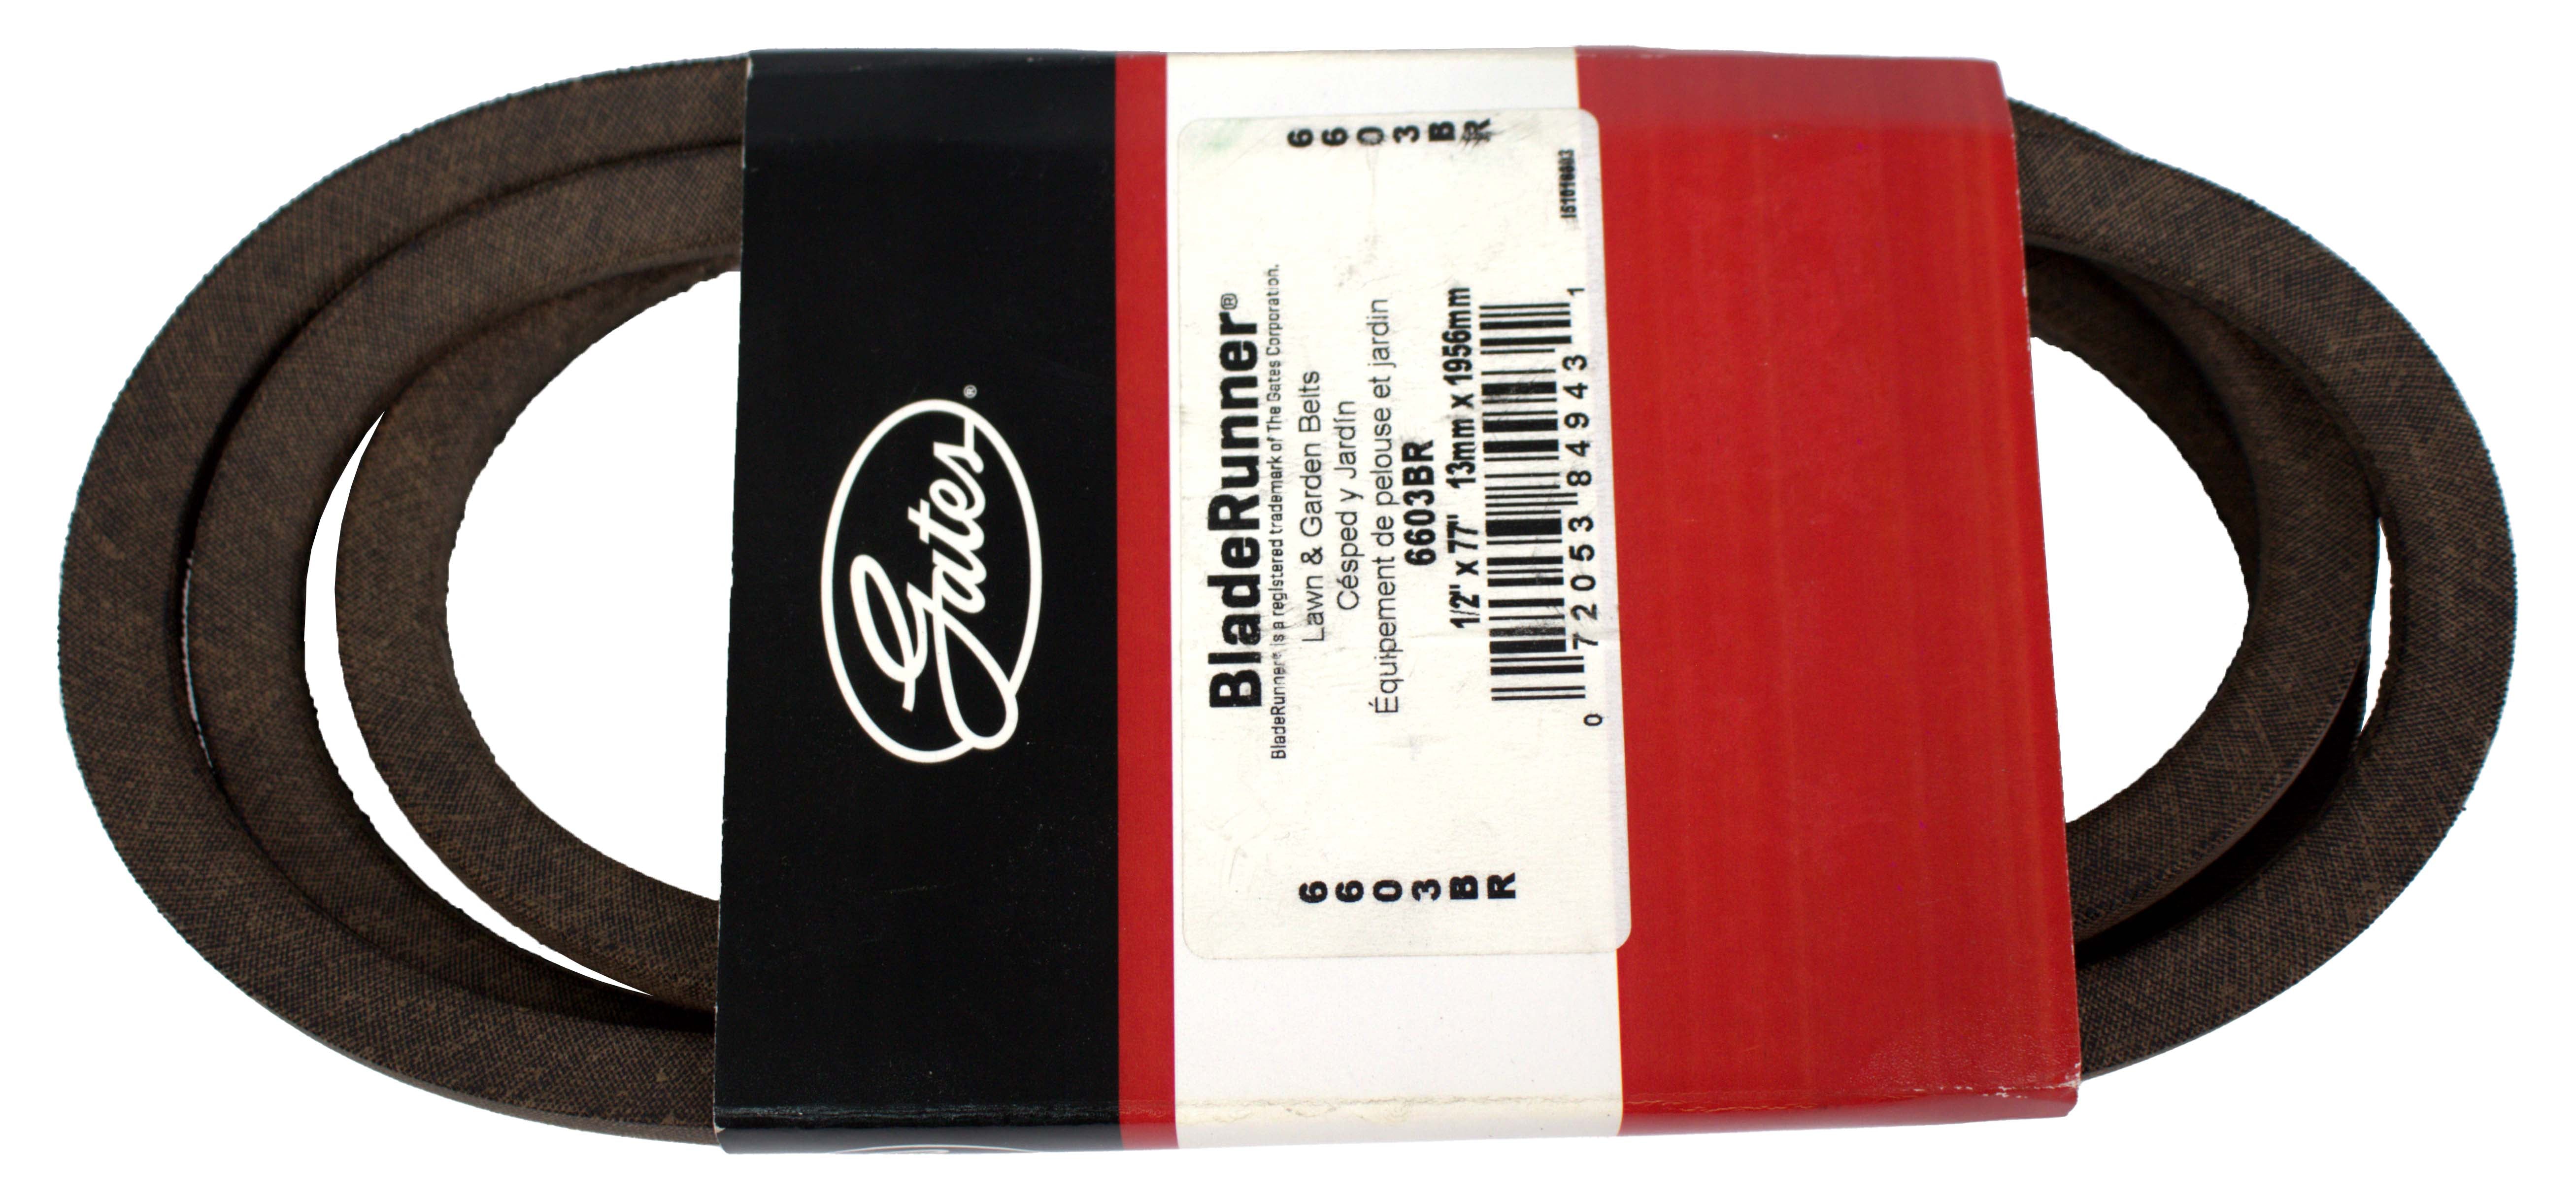 Gates®
6603BR
BladeRunner®
BladeRunner® is a registered trademark of The Gates Corporation.
Lawn & Garden Belts
Césped y Jardín
Équipement de pelouse et jardin
6603BR
1/2" x 77" 13mm x 1956mm
0 72053 84943 1
6603BR